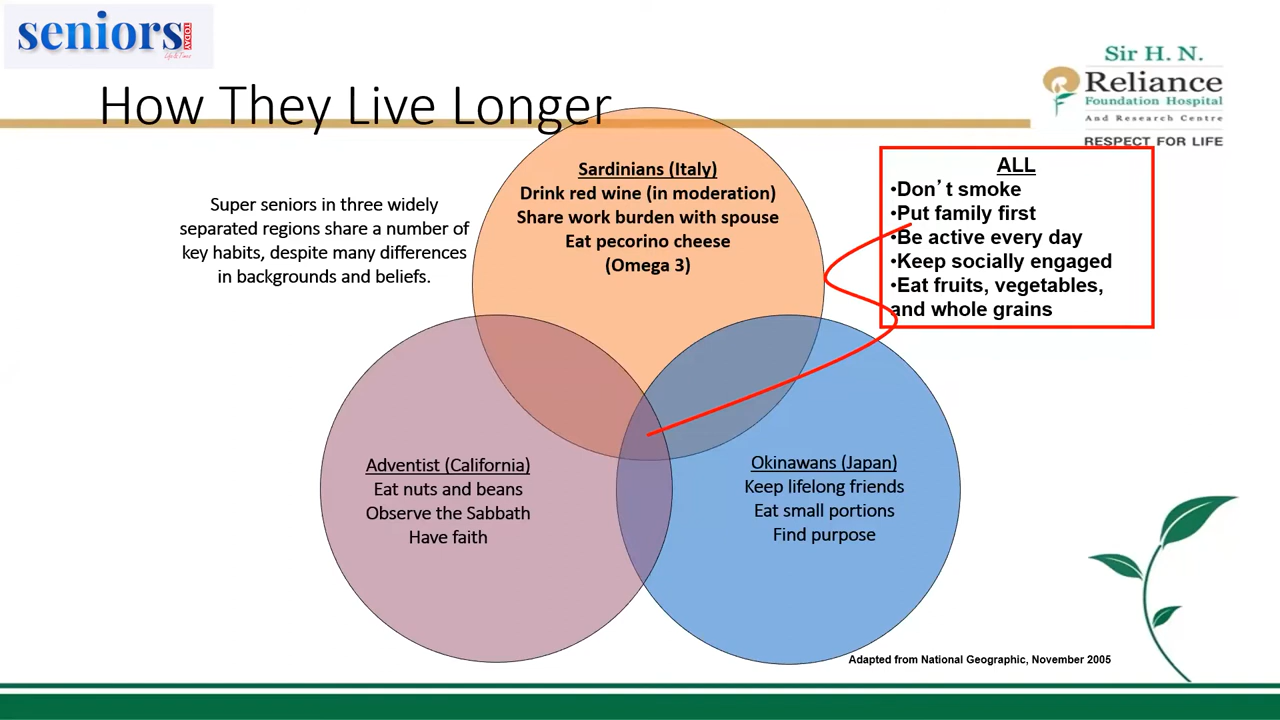 seniors
TODAY
Life & Times
Sir H. N.
Reliance
Foundation Hospital
And Research Centre
RESPECT FOR LIFE
How They Live Longer
Super seniors in three widely
separated regions share a number of
key habits, despite many differences
in backgrounds and beliefs.
Sardinians (Italy)
Drink red wine (in moderation)
Share work burden with spouse
Eat pecorino cheese
(Omega 3)
ALL
•Don’t smoke
•Put family first
•Be active every day
•Keep socially engaged
•Eat fruits, vegetables,
and whole grains
Adventist (California)
Eat nuts and beans
Observe the Sabbath
Have faith
Okinawans (Japan)
Keep lifelong friends
Eat small portions
Find purpose
Adapted from National Geographic, November 2005